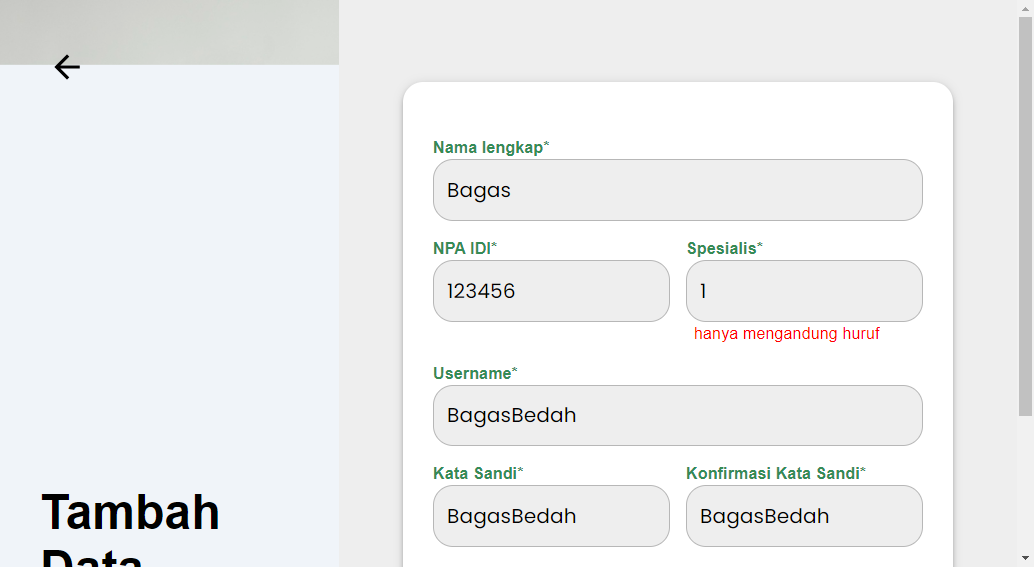 Nama lengkap*
Bagas
NPA IDI*
Spesialis*
123456
1
hanya mengandung huruf
Username*
BagasBedah
Kata Sandi*
Konfirmasi Kata Sandi*
BagasBedah
BagasBedah
Tambah
Data